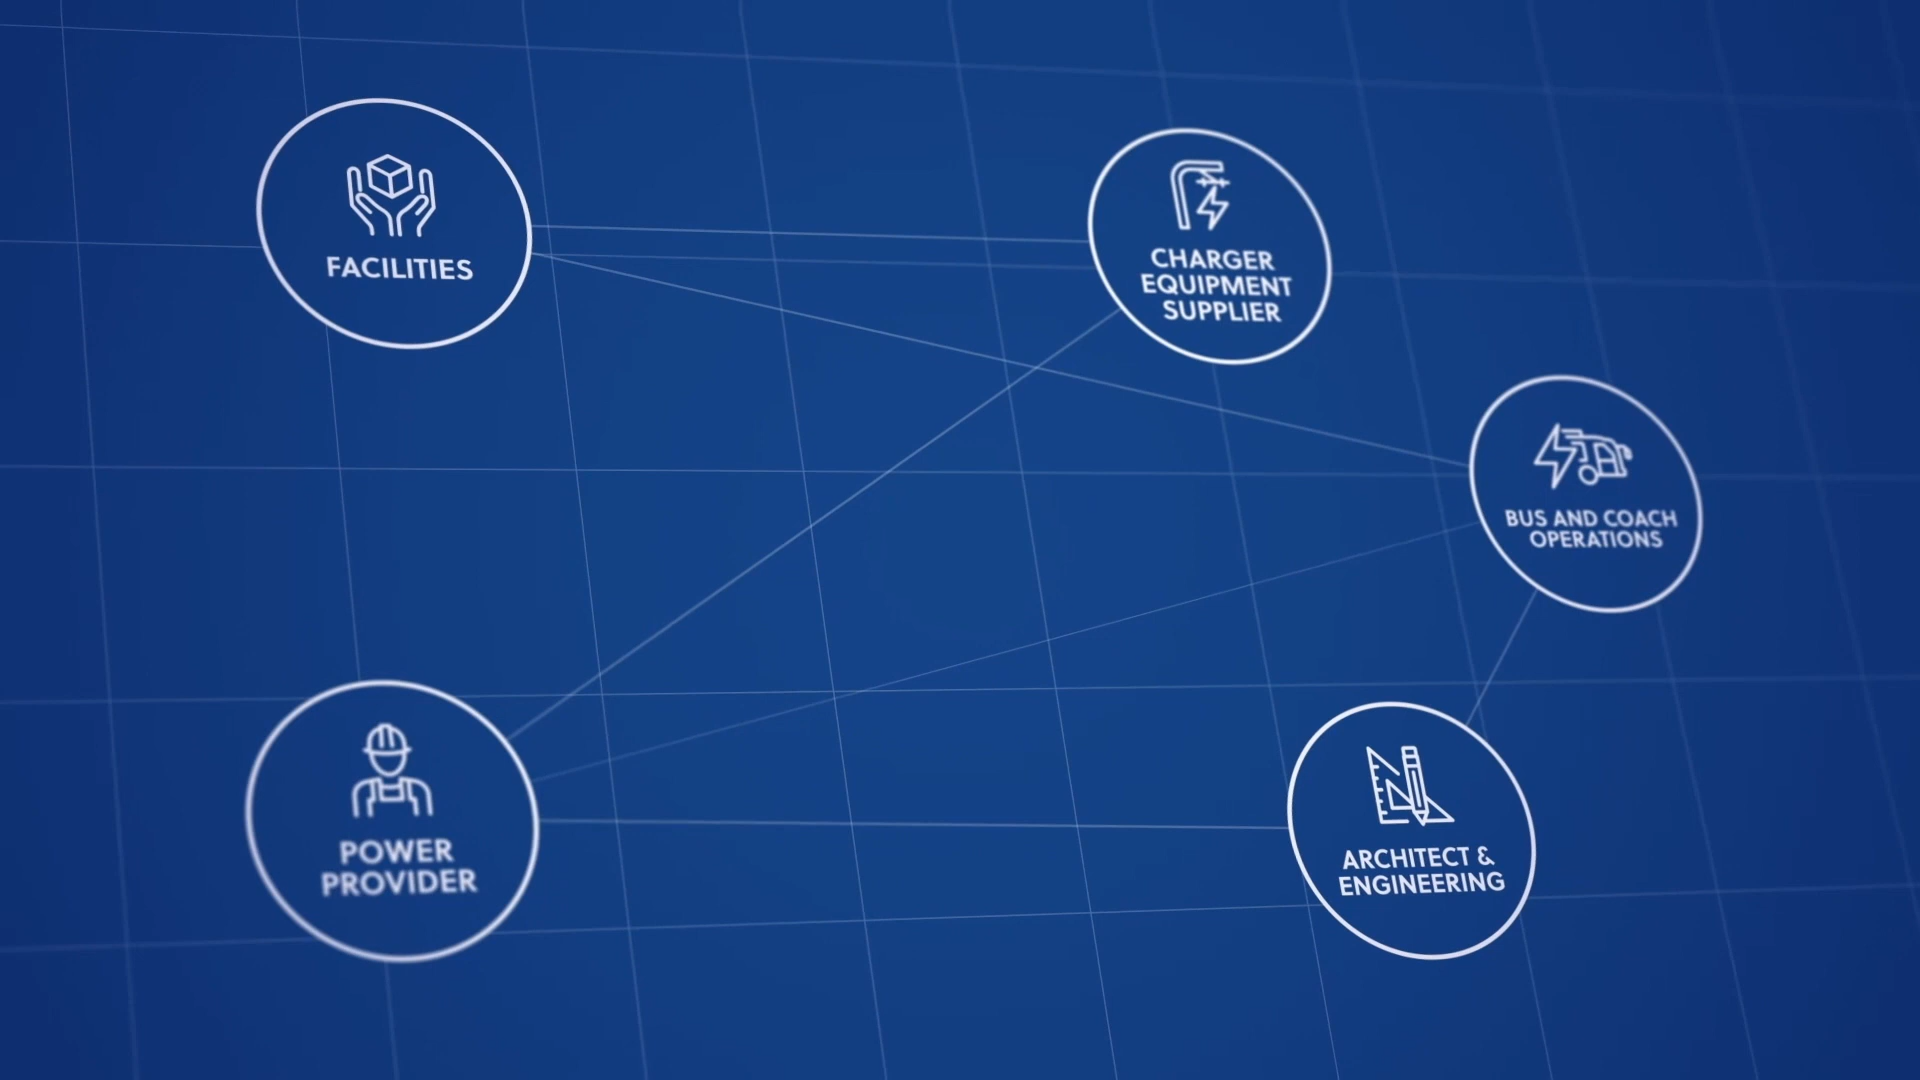 FACILITIES
CHARGER
EQUIPMENT
SUPPLIER
BUS AND COACH
OPERATIONS
POWER
PROVIDER
ARCHITECT &
ENGINEERING